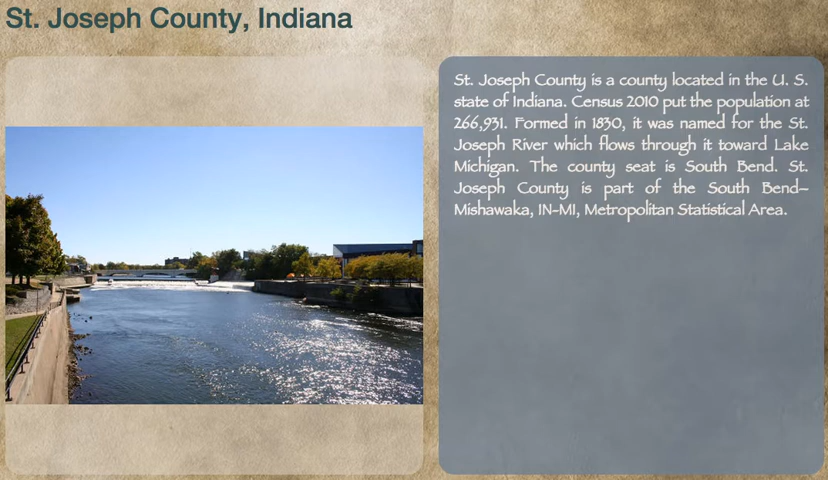 St. Joseph County, Indiana
St. Joseph County is a county located in the U. S.
state of Indiana. Census 2010 put the population at
266,931. Formed in 1830, it was named for the St.
Joseph River which flows through it toward Lake
Michigan. The county seat is South Bend. St.
Joseph County is part of the South Bend–
Mishawaka, IN-MI, Metropolitan Statistical Area.